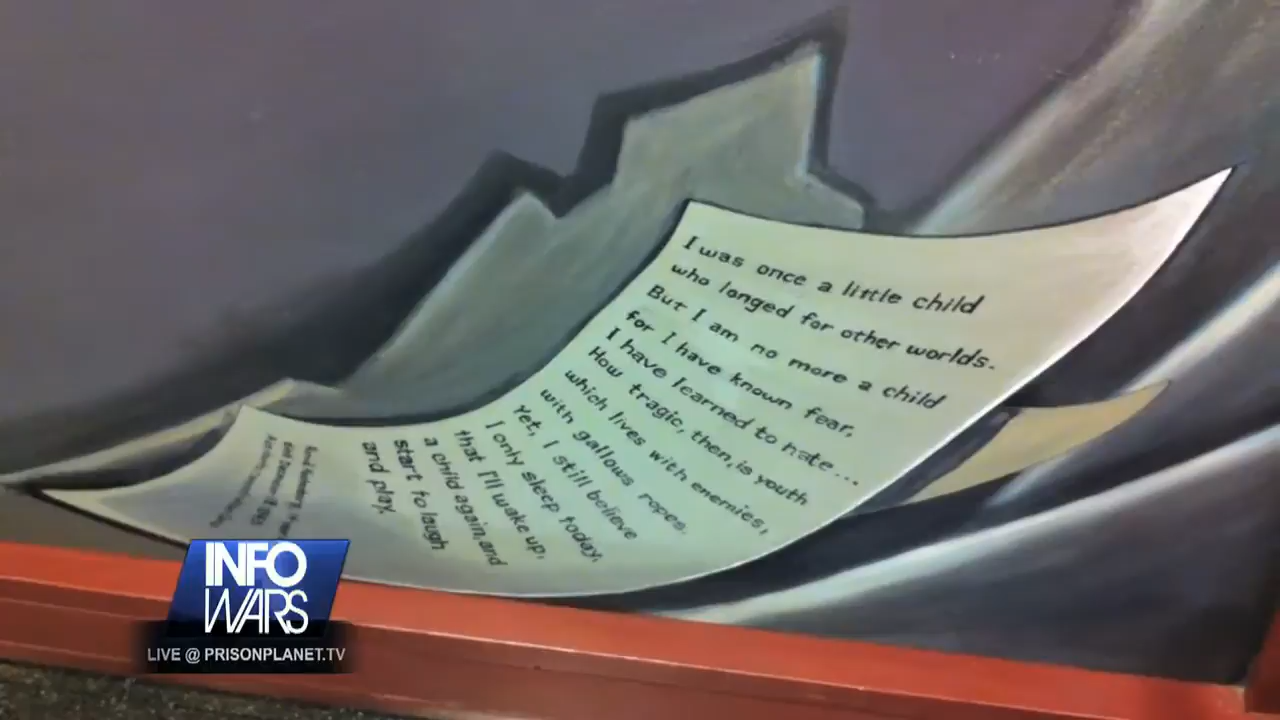 I was once a little child
who longed for other worlds.
But I am no more a child
for I have known fear,
I have learned to hate...
How tragic, then, is youth
which lives with enemies,
with gallows ropes.
Yet, I still believe
I only sleep today,
that I'll wake up,
a child again, and
start to laugh
and play.
INFO
WARS
LIVE @ PRISONPLANET.TV